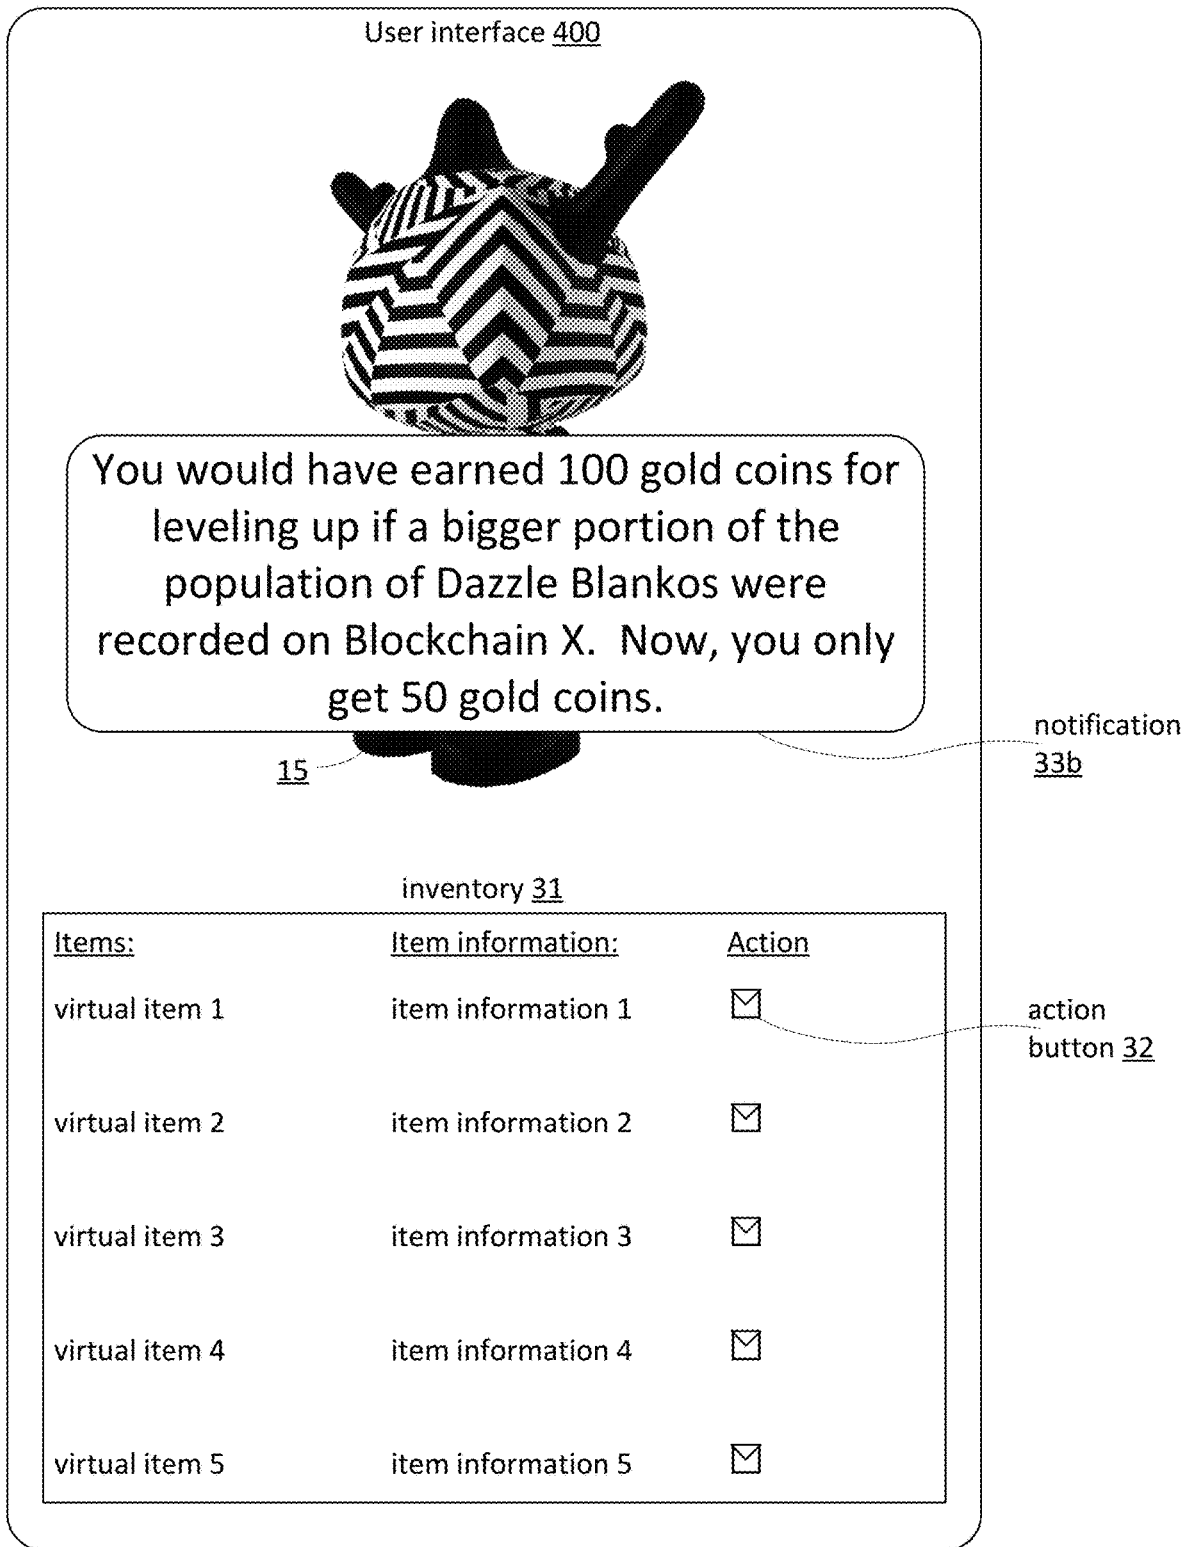 User interface 400
You would have earned 100 gold coins for
leveling up if a bigger portion of the
population of Dazzle Blankos were
recorded on Blockchain X.  Now, you only
get 50 gold coins.
notification
33b
15
inventory 31
Items: Item information: Action
virtual item 1 item information 1
action
button 32
virtual item 2 item information 2
virtual item 3 item information 3
virtual item 4 item information 4
virtual item 5 item information 5